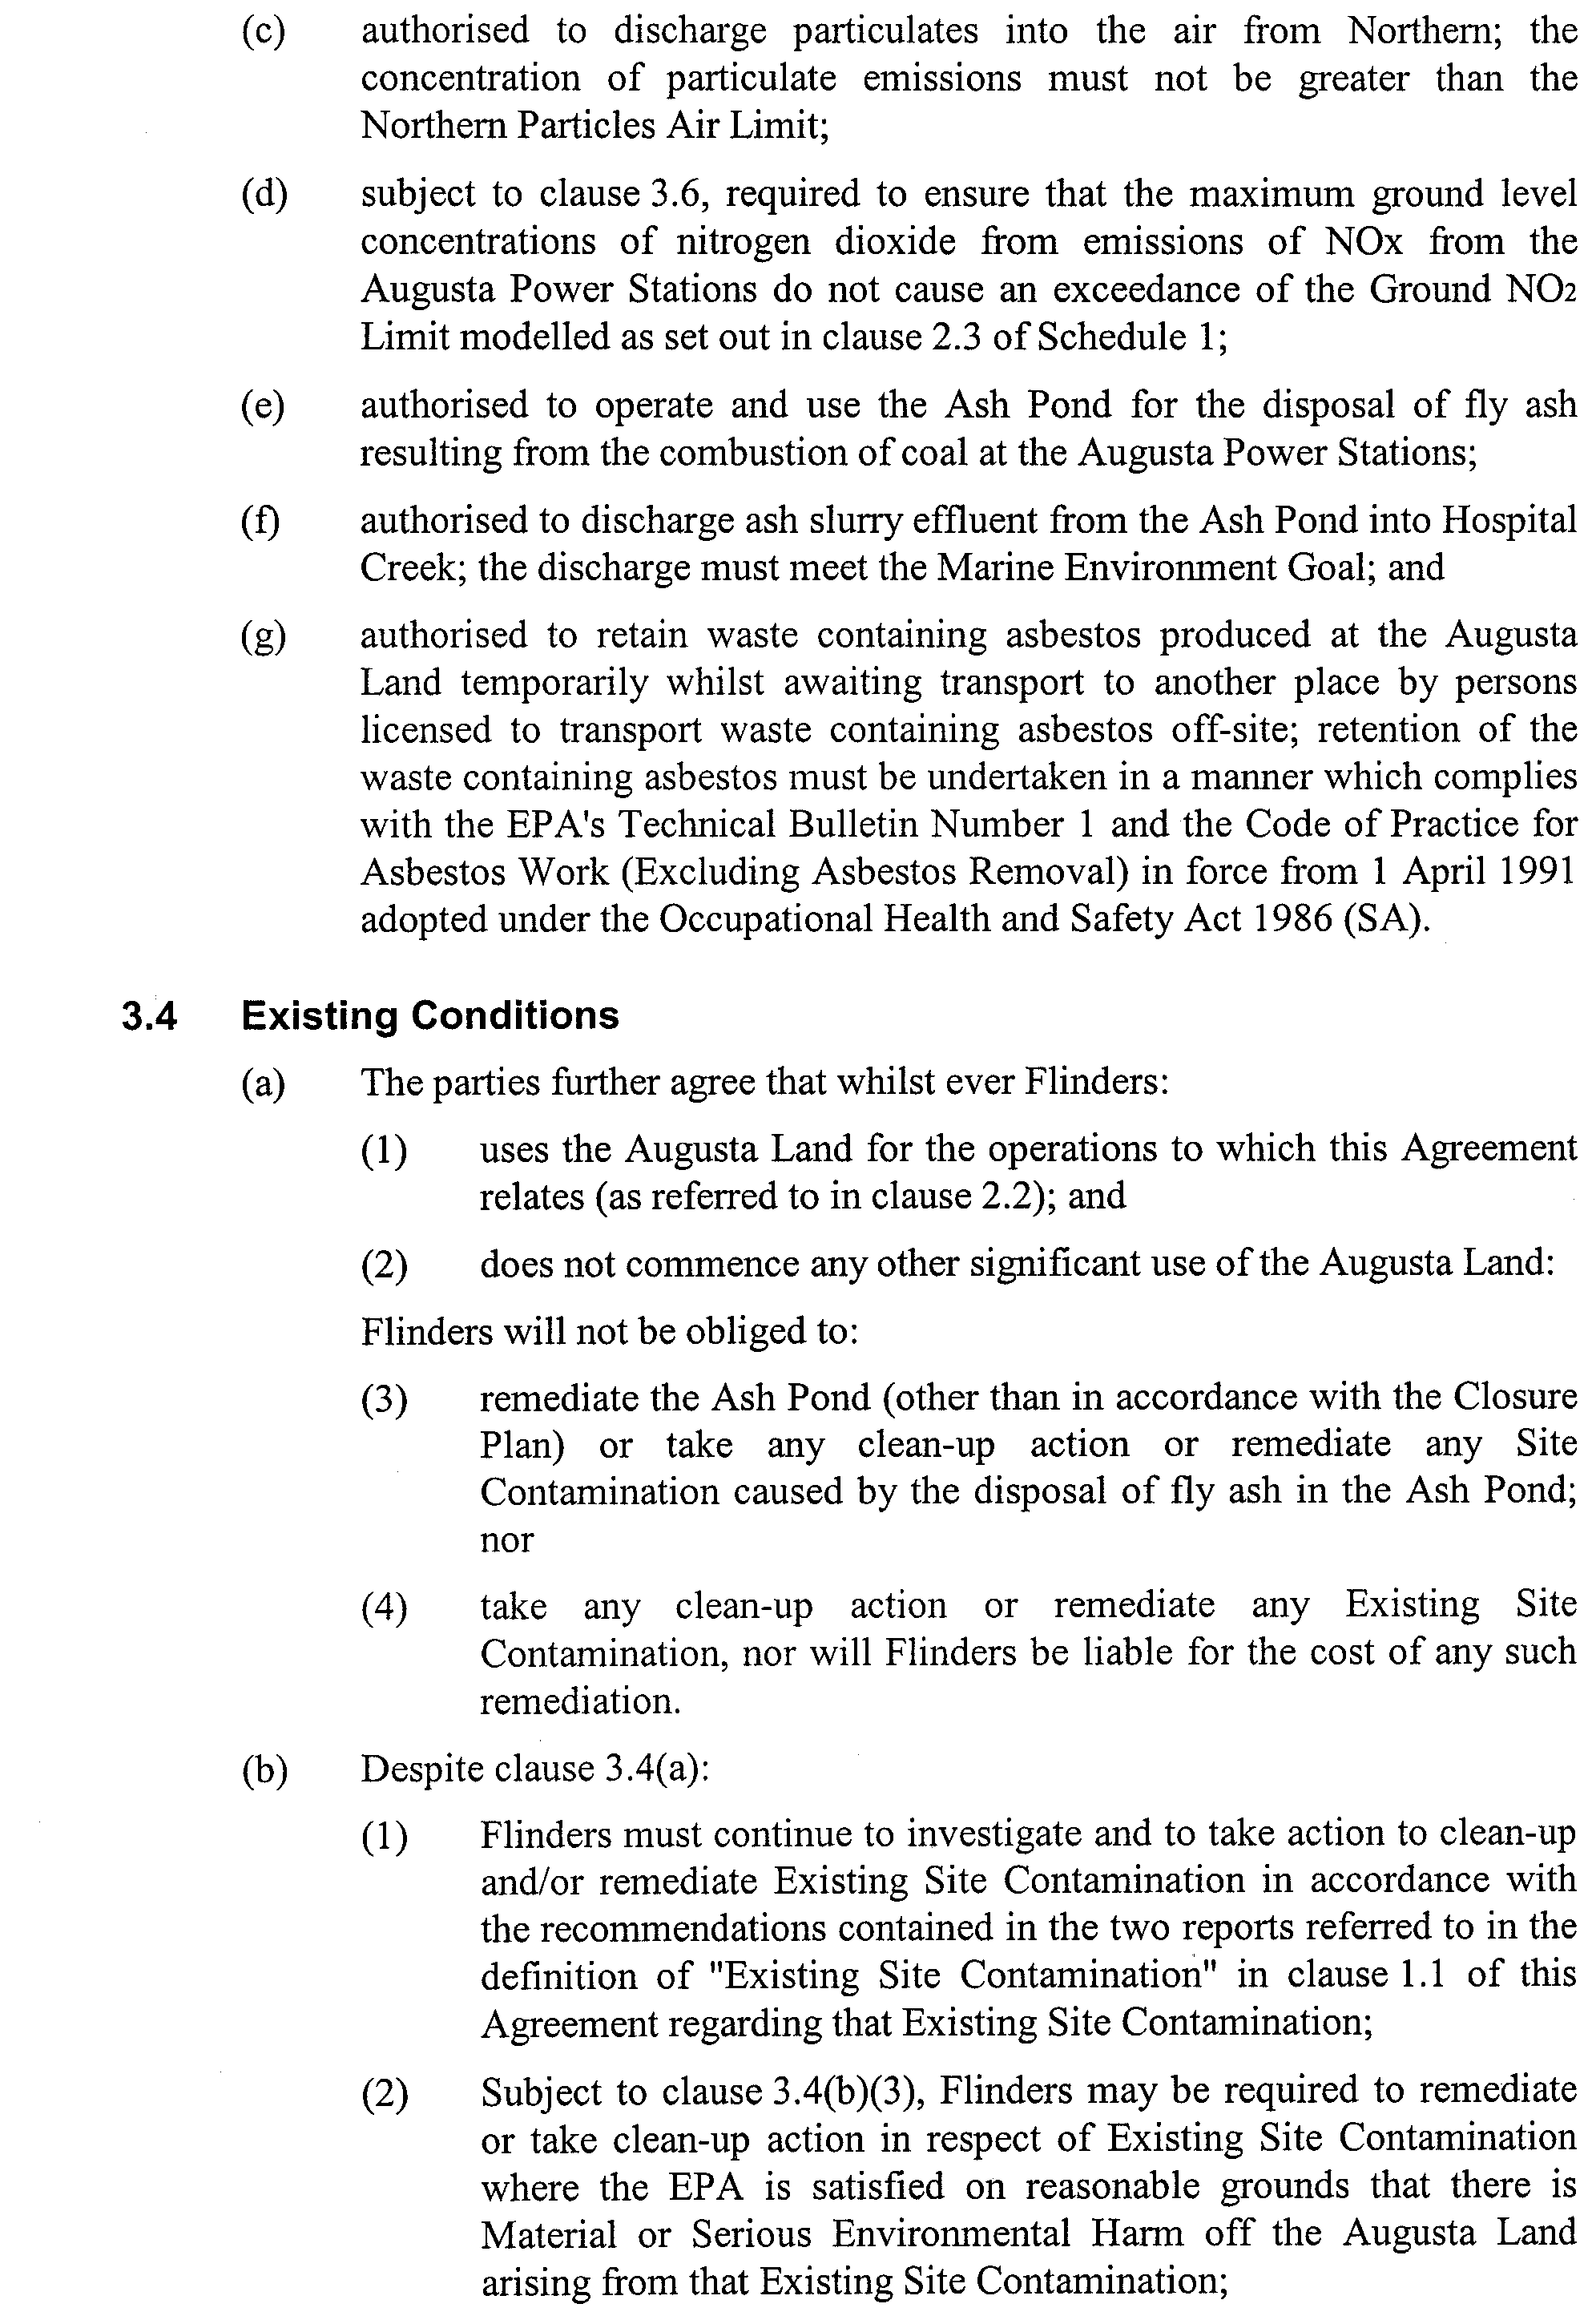 (c) authorised to discharge particulates into the air from Northern; the
concentration of particulate emissions must not be greater than the
Northern Particles Air Limit;
(d) subject to clause 3.6, required to ensure that the maximum ground level
concentrations of nitrogen dioxide from emissions of NOx from the
Augusta Power Stations do not cause an exceedance of the Ground NO2
Limit modelled as set out in clause 2.3 of Schedule 1;
(e) authorised to operate and use the Ash Pond for the disposal of fly ash
resulting from the combustion of coal at the Augusta Power Stations;
(f) authorised to discharge ash slurry effluent from the Ash Pond into Hospital
Creek; the discharge must meet the Marine Environment Goal; and
(g) authorised to retain waste containing asbestos produced at the Augusta
Land temporarily whilst awaiting transport to another place by persons
licensed to transport waste containing asbestos off-site; retention of the
waste containing asbestos must be undertaken in a manner which complies
with the EPA's Technical Bulletin Number 1 and the Code of Practice for
Asbestos Work (Excluding Asbestos Removal) in force from 1 April 1991
adopted under the Occupational Health and Safety Act 1986 (SA).
3.4 Existing Conditions
(a) The parties further agree that whilst ever Flinders:
(1) uses the Augusta Land for the operations to which this Agreement
relates (as referred to in clause 2.2); and
(2) does not commence any other significant use of the Augusta Land:
Flinders will not be obliged to:
(3) remediate the Ash Pond (other than in accordance with the Closure
Plan) or take any clean-up action or remediate any Site
Contamination caused by the disposal of fly ash in the Ash Pond;
nor
(4) take any clean-up action or remediate any Existing Site
Contamination, nor will Flinders be liable for the cost of any such
remediation.
(b) Despite clause 3.4(a):
(1) Flinders must continue to investigate and to take action to clean-up
and/or remediate Existing Site Contamination in accordance with
the recommendations contained in the two reports referred to in the
definition of "Existing Site Contamination" in clause 1.1 of this
Agreement regarding that Existing Site Contamination;
(2) Subject to clause 3.4(b)(3), Flinders may be required to remediate
or take clean-up action in respect of Existing Site Contamination
where the EPA is satisfied on reasonable grounds that there is
Material or Serious Environmental Harm off the Augusta Land
arising from that Existing Site Contamination;